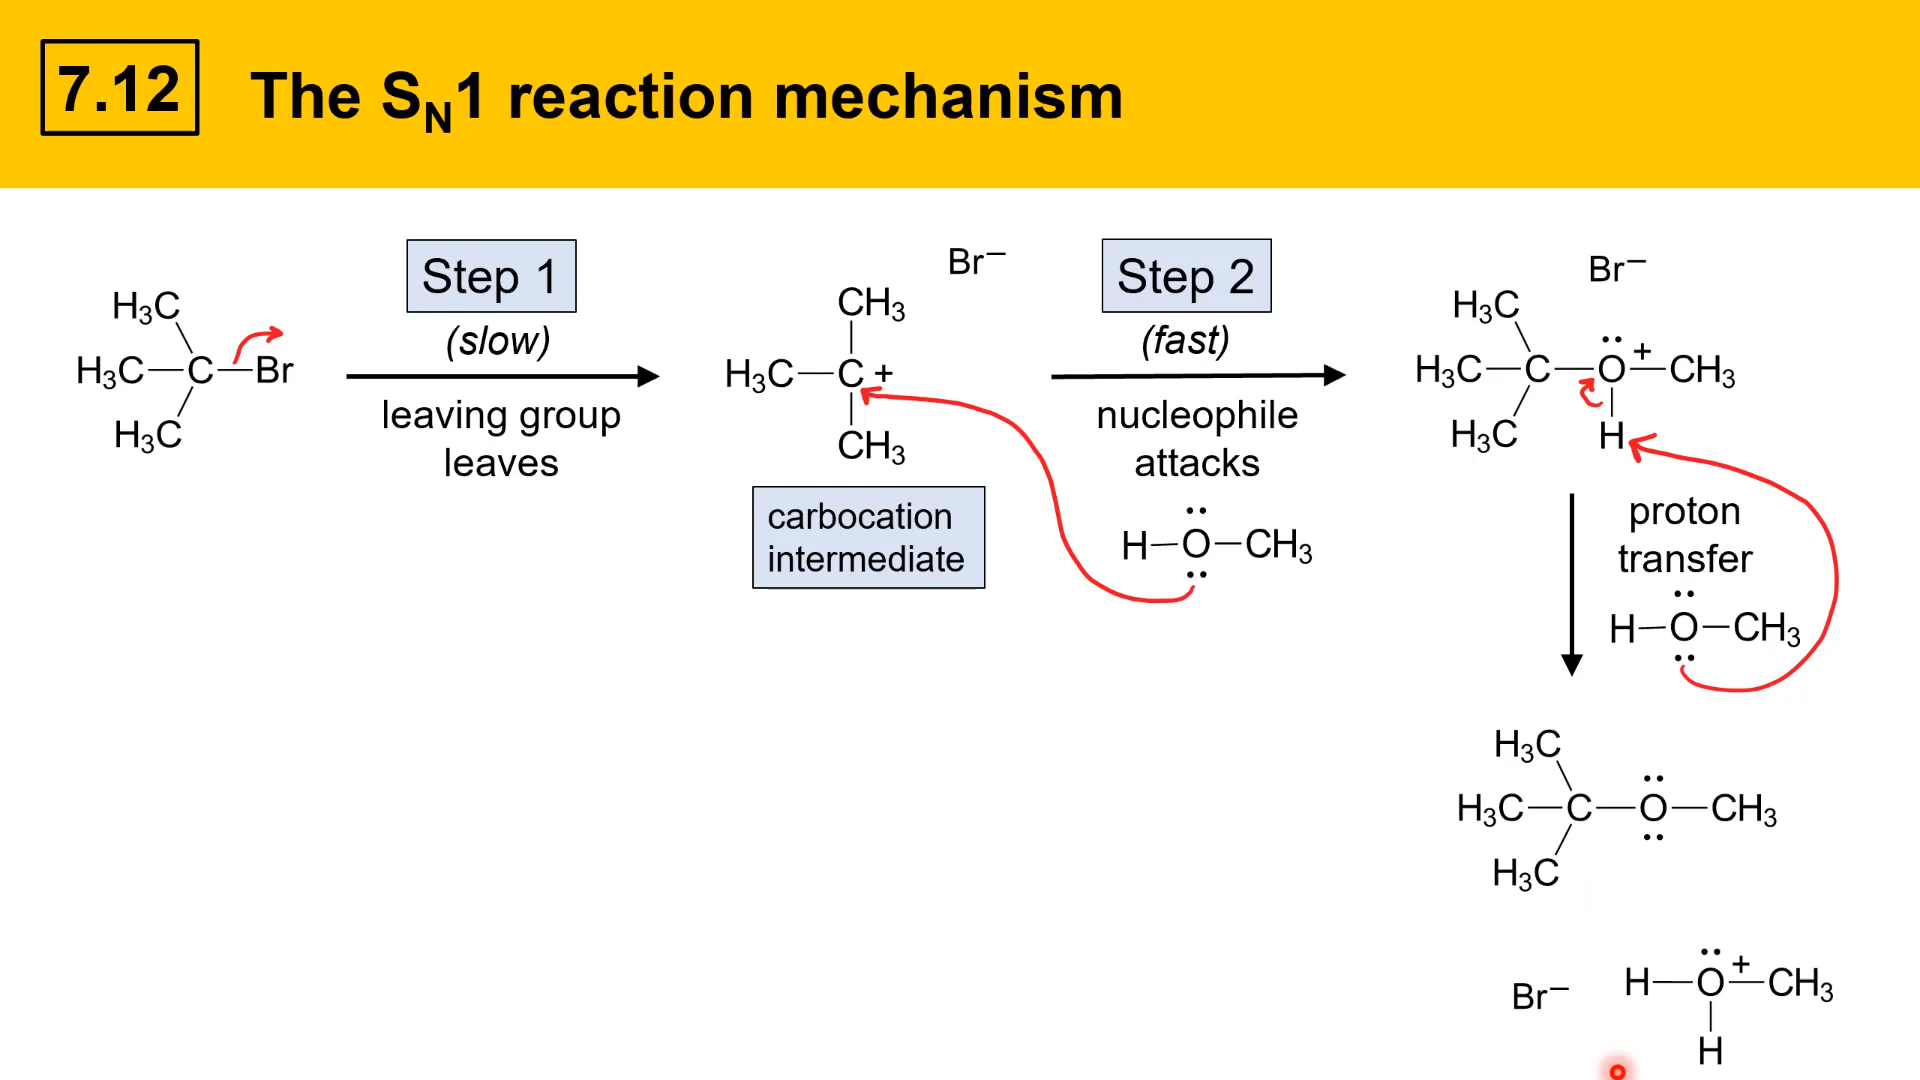 7.12
The SN1 reaction mechanism
H3C
H3C—C—Br
H3C
Step 1
(slow)
leaving group
leaves
Br–
CH3
H3C—C+
CH3
carbocation
intermediate
Step 2
(fast)
nucleophile
attacks
H—O—CH3
Br–
H3C
H3C—C—O+—CH3
H3C
H
proton
transfer
H—O—CH3
H3C
H3C—C—O—CH3
H3C
Br–
H—O+—CH3
H